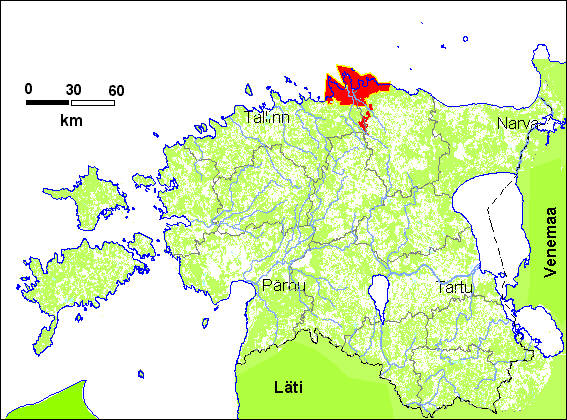 0 30 60
km
Tallinn
Narva
Venemaa
Pärnu
Tartu
Läti